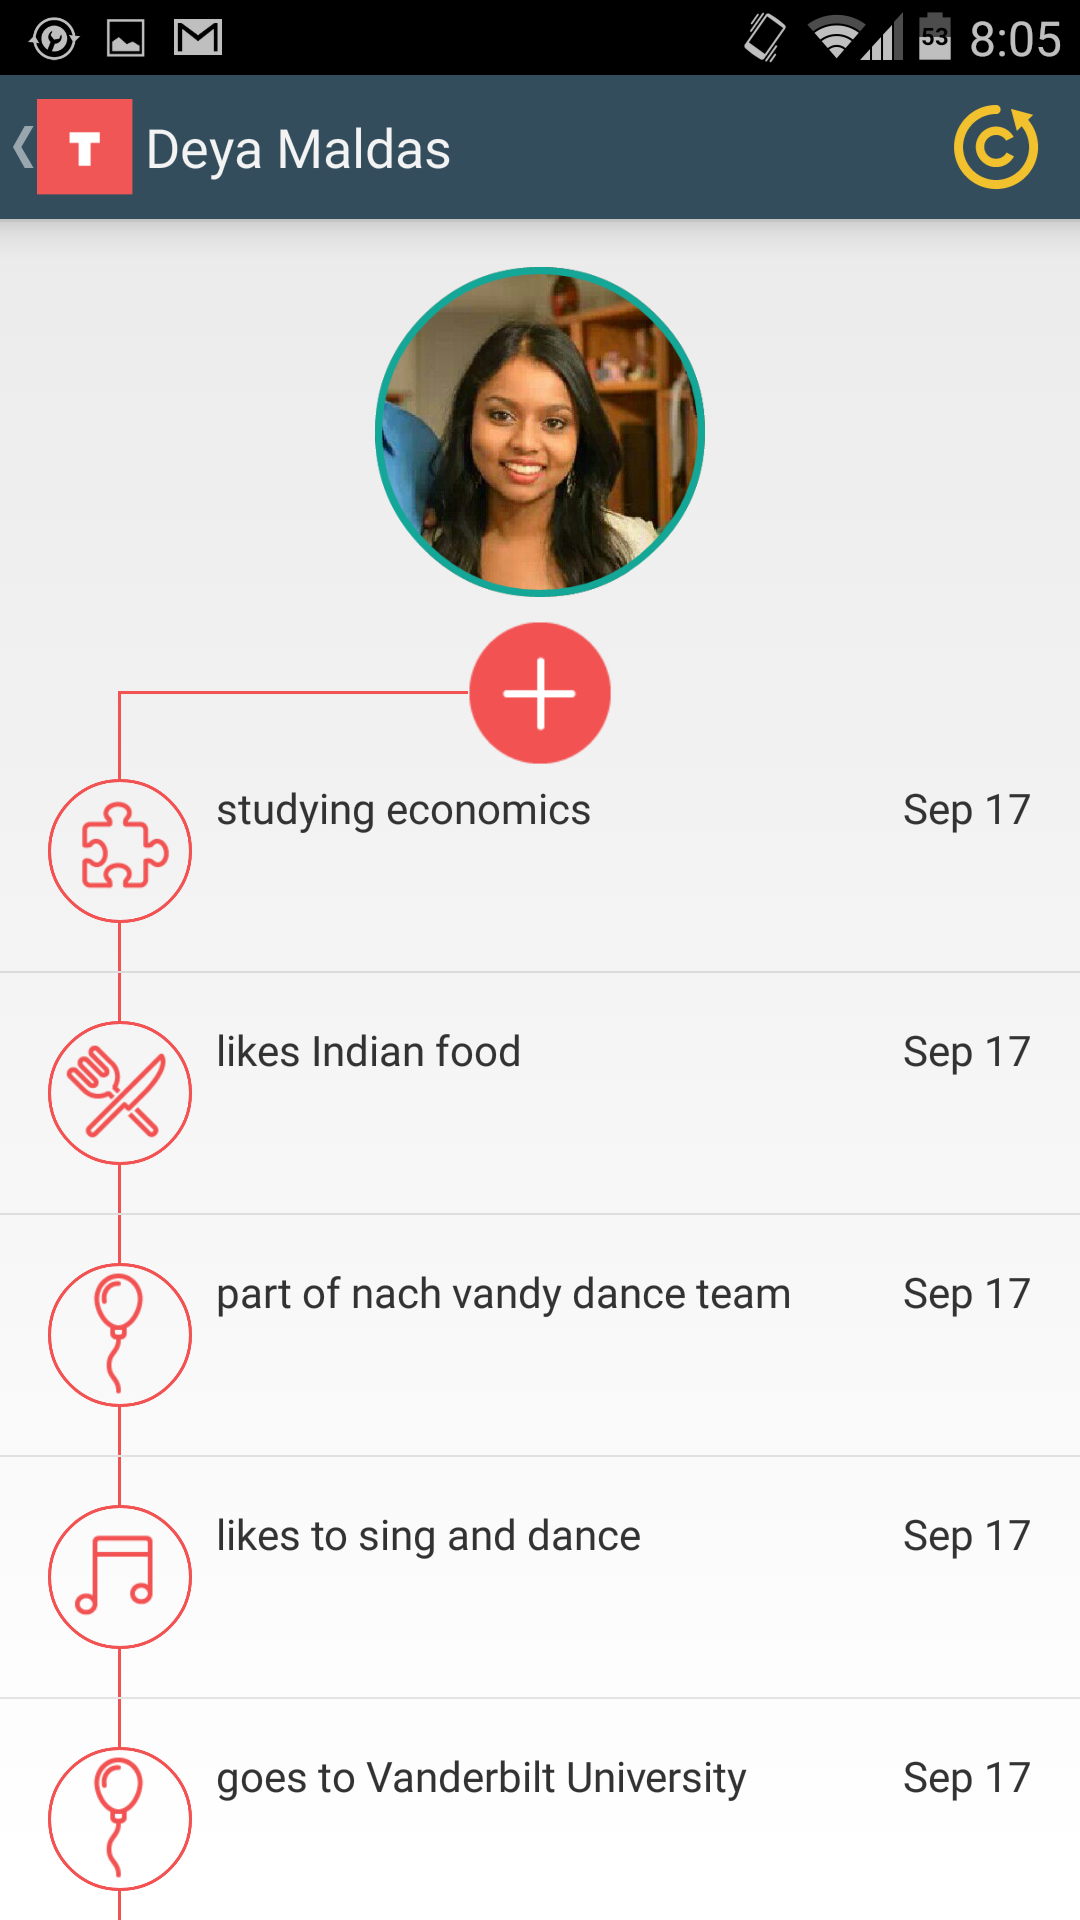 53 8:05
T Deya Maldas C
studying economics Sep 17
likes Indian food Sep 17
part of nach vandy dance team Sep 17
likes to sing and dance Sep 17
goes to Vanderbilt University Sep 17